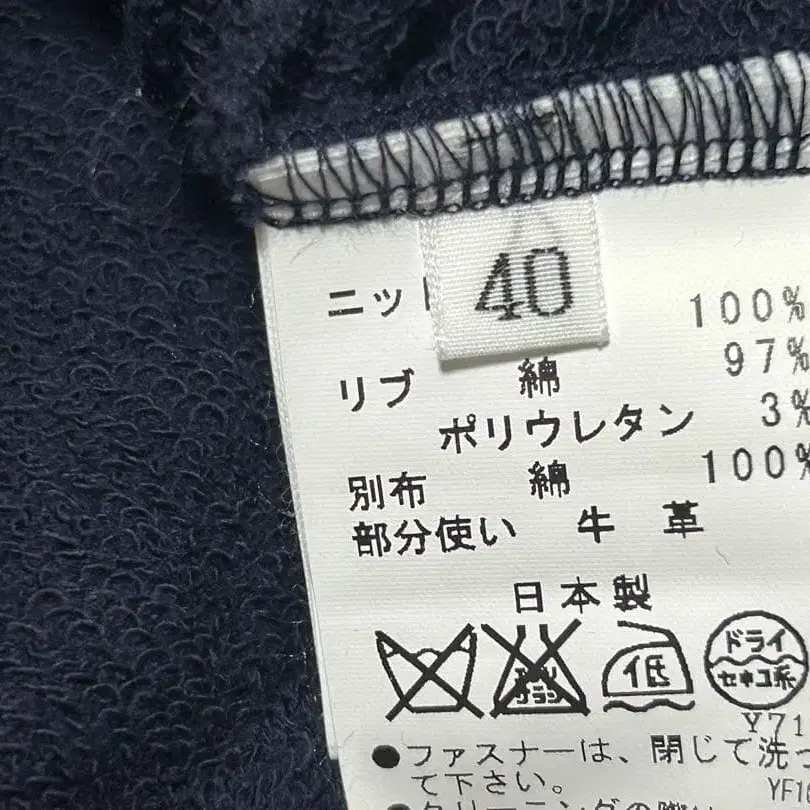 40
ニット 100%
97%
リブ 綿
ポリウレタン 3%
別布 綿 100%
部分使い 牛革
日本製
低
ドライ
セキユ系
Y71
●ファスナーは、閉じて洗っ
て下さい。
YF1